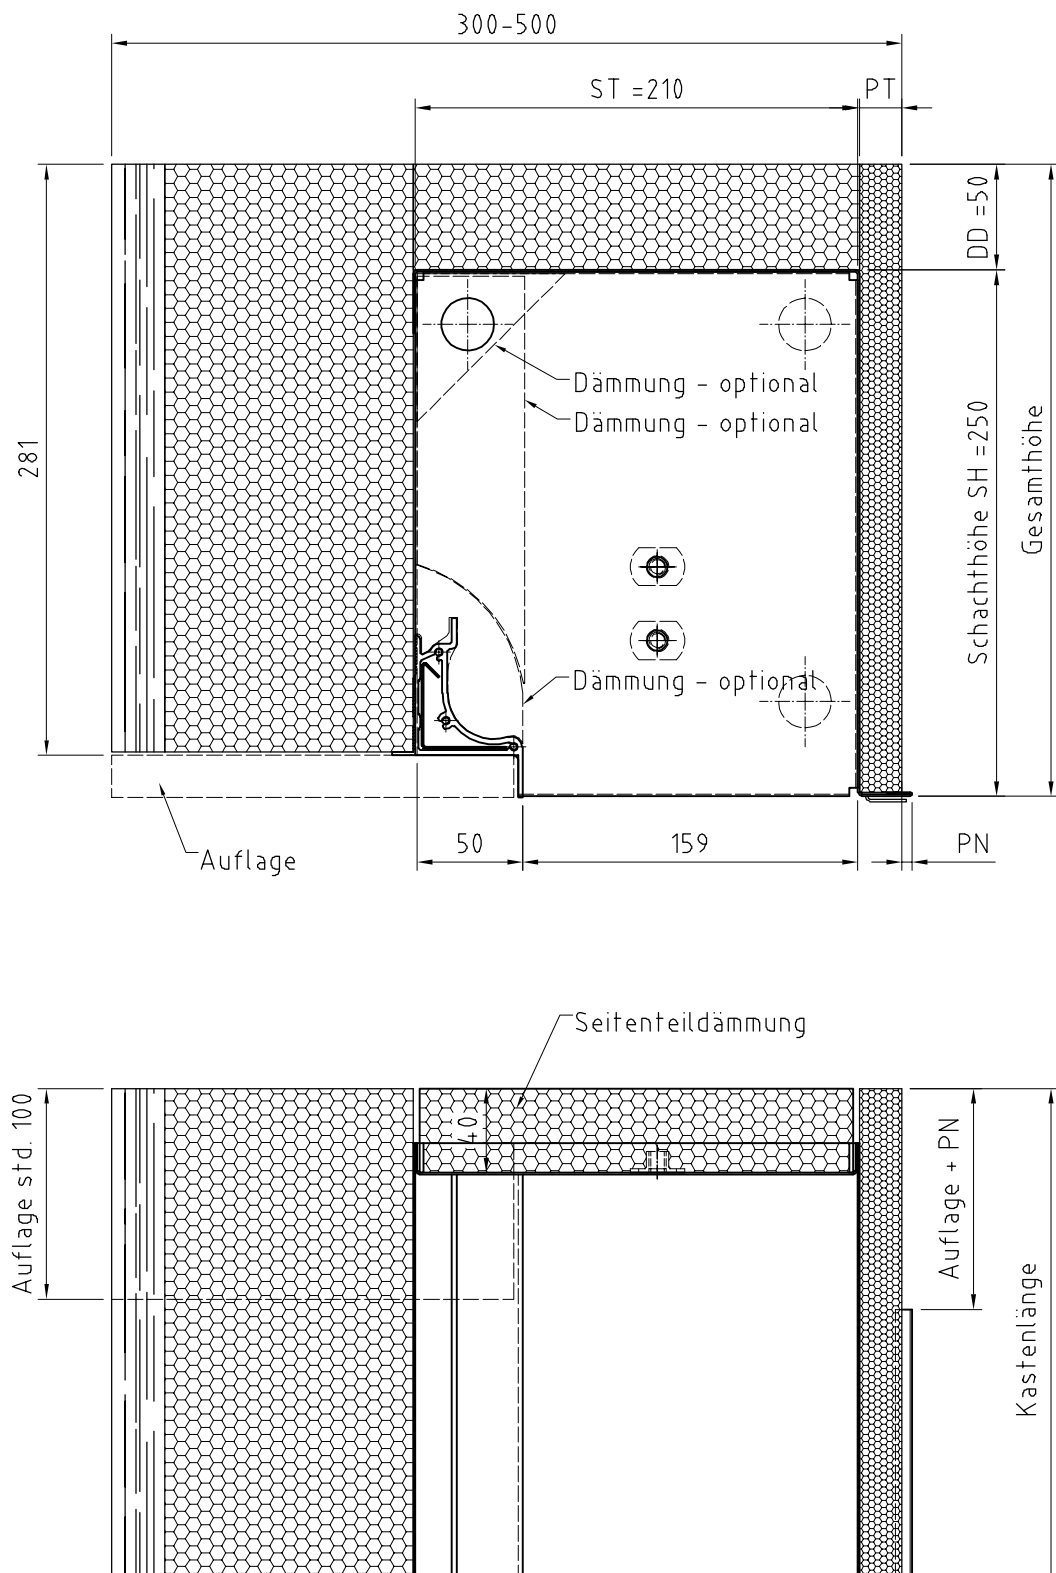 300-500
ST =210
PT
DD =50
281
Dämmung - optional
Dämmung - optional
Schachthöhe SH =250
Gesamthöhe
Dämmung - optional
Auflage
50
159
PN
Seitenteildämmung
Auflage std. 100
40
Auflage + PN
Kastenlänge